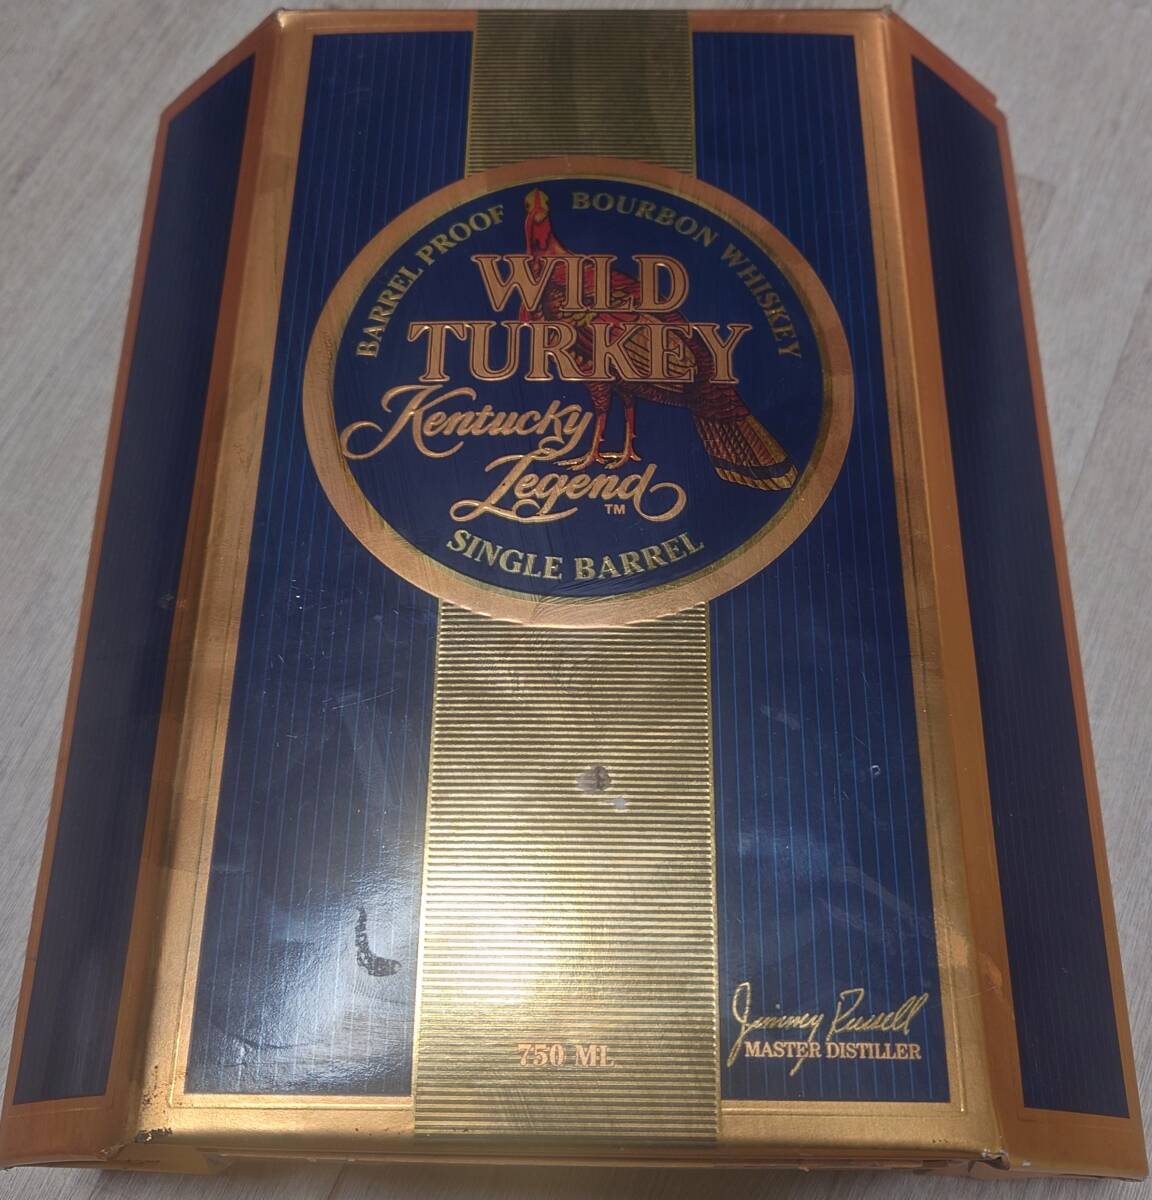 BARREL PROOF BOURBON WHISKEY
WILD
TURKEY
Kentucky
Legend TM
SINGLE BARREL
750 ML
Jimmy Russell
MASTER DISTILLER